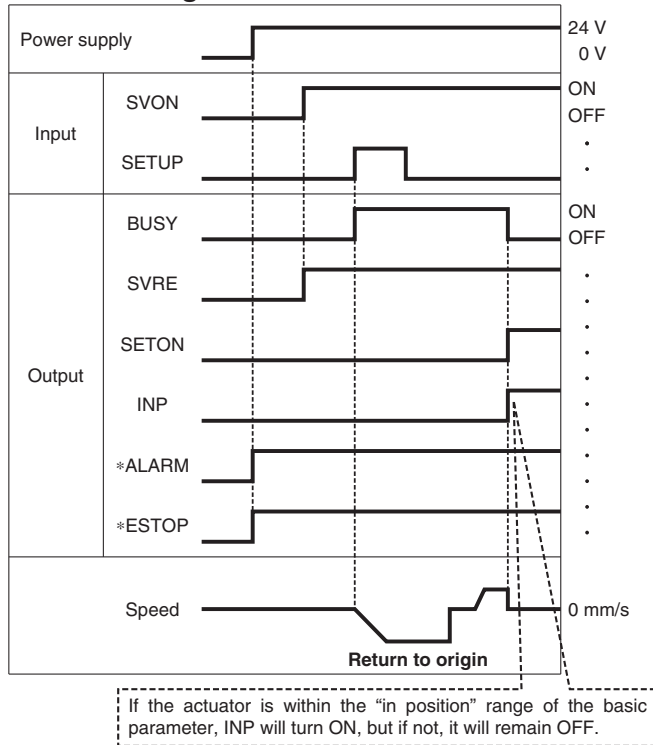 Power supply
24 V
0 V
Input
SVON
ON
OFF
SETUP
Output
BUSY
ON
OFF
SVRE
SETON
INP
*ALARM
*ESTOP
Speed
0 mm/s
Return to origin
If the actuator is within the “in position” range of the basic
parameter, INP will turn ON, but if not, it will remain OFF.